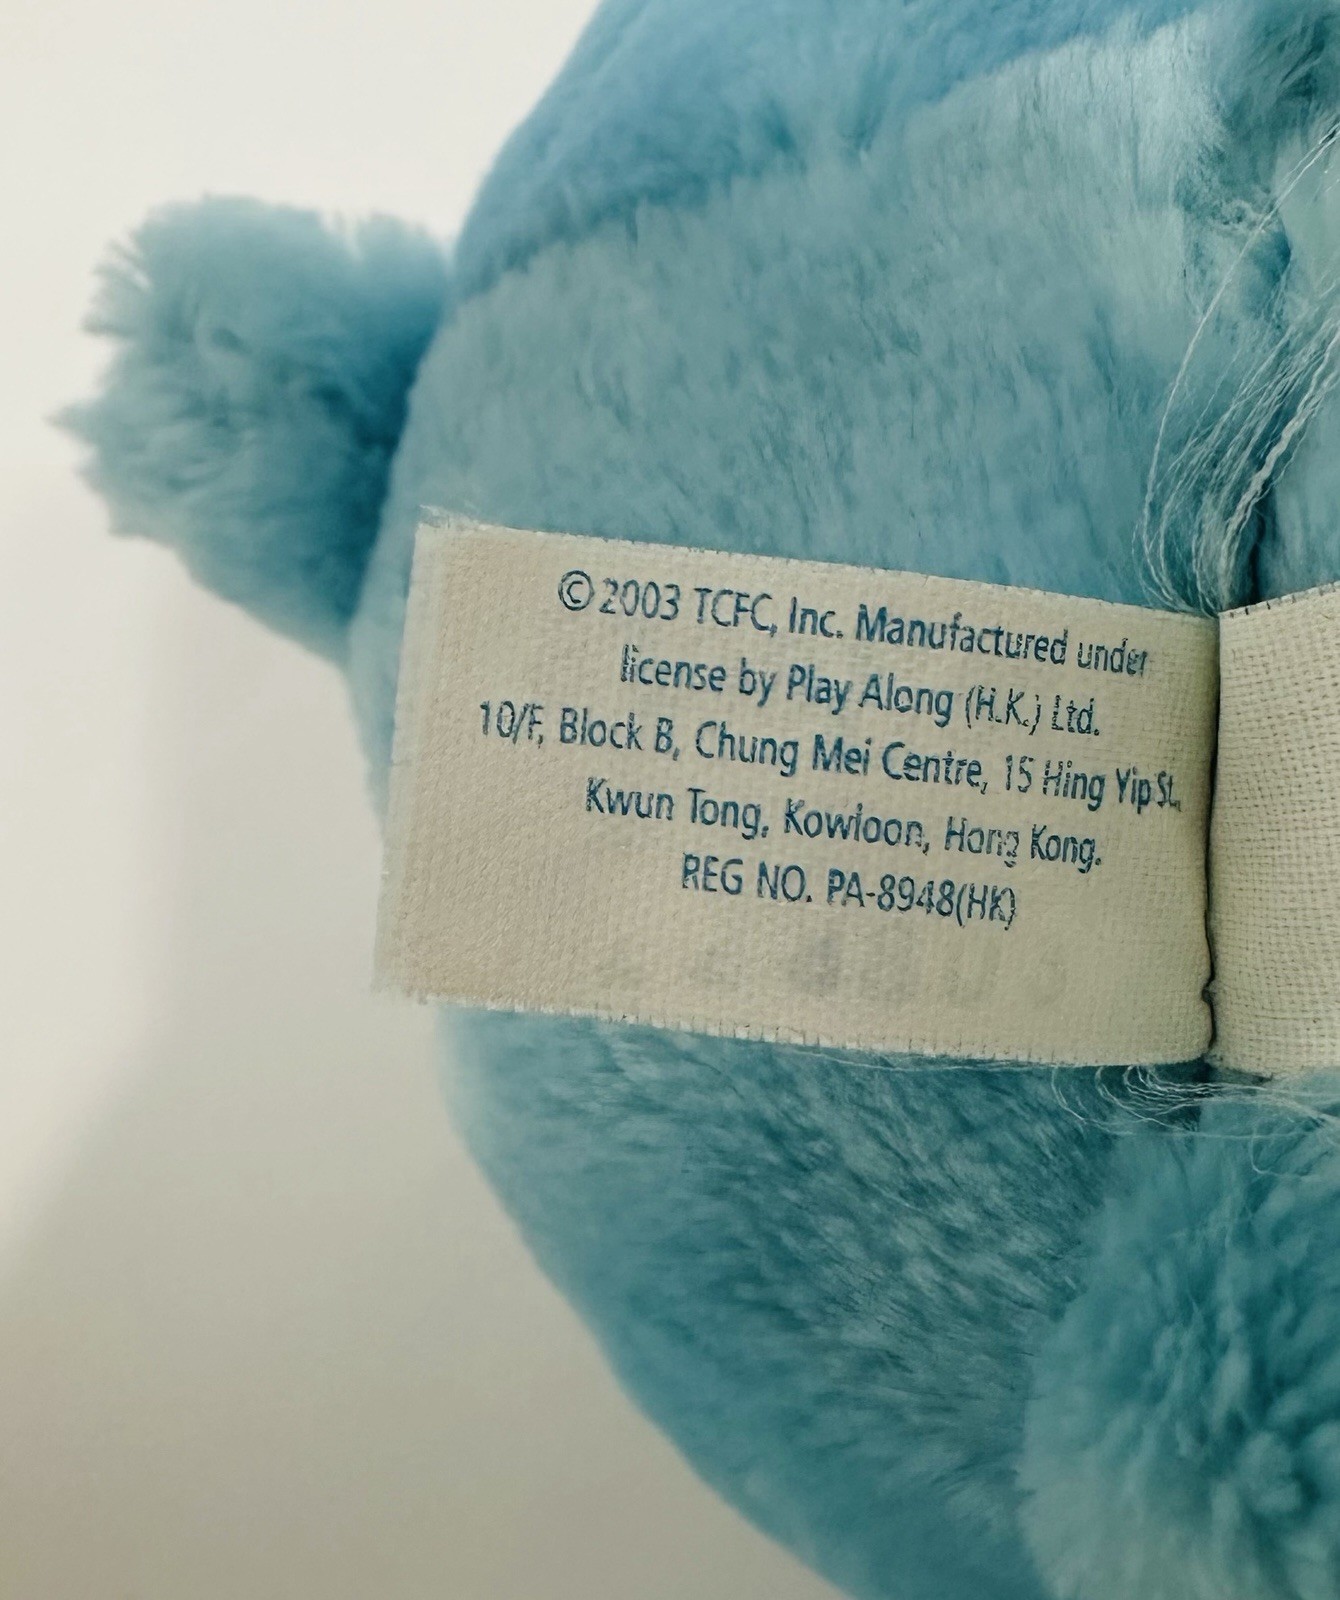 ©2003 TCFC, Inc. Manufactured under
license by Play Along (H.K.) Ltd.
10/F, Block B, Chung Mei Centre, 15 Hing Yip St.
Kwun Tong, Kowloon, Hong Kong.
REG NO. PA-8948(HK)